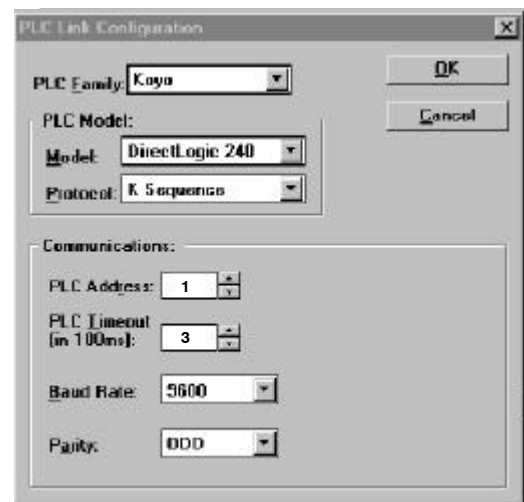 PLC Link Configuration
PLC Family: Koyo
OK
Cancel
PLC Model:
Model: DirectLogic 240
Protocol: K Sequence
Communications:
PLC Address: 1
PLC Timeout
(in 100ms): 3
Baud Rate: 9600
Parity: ODD